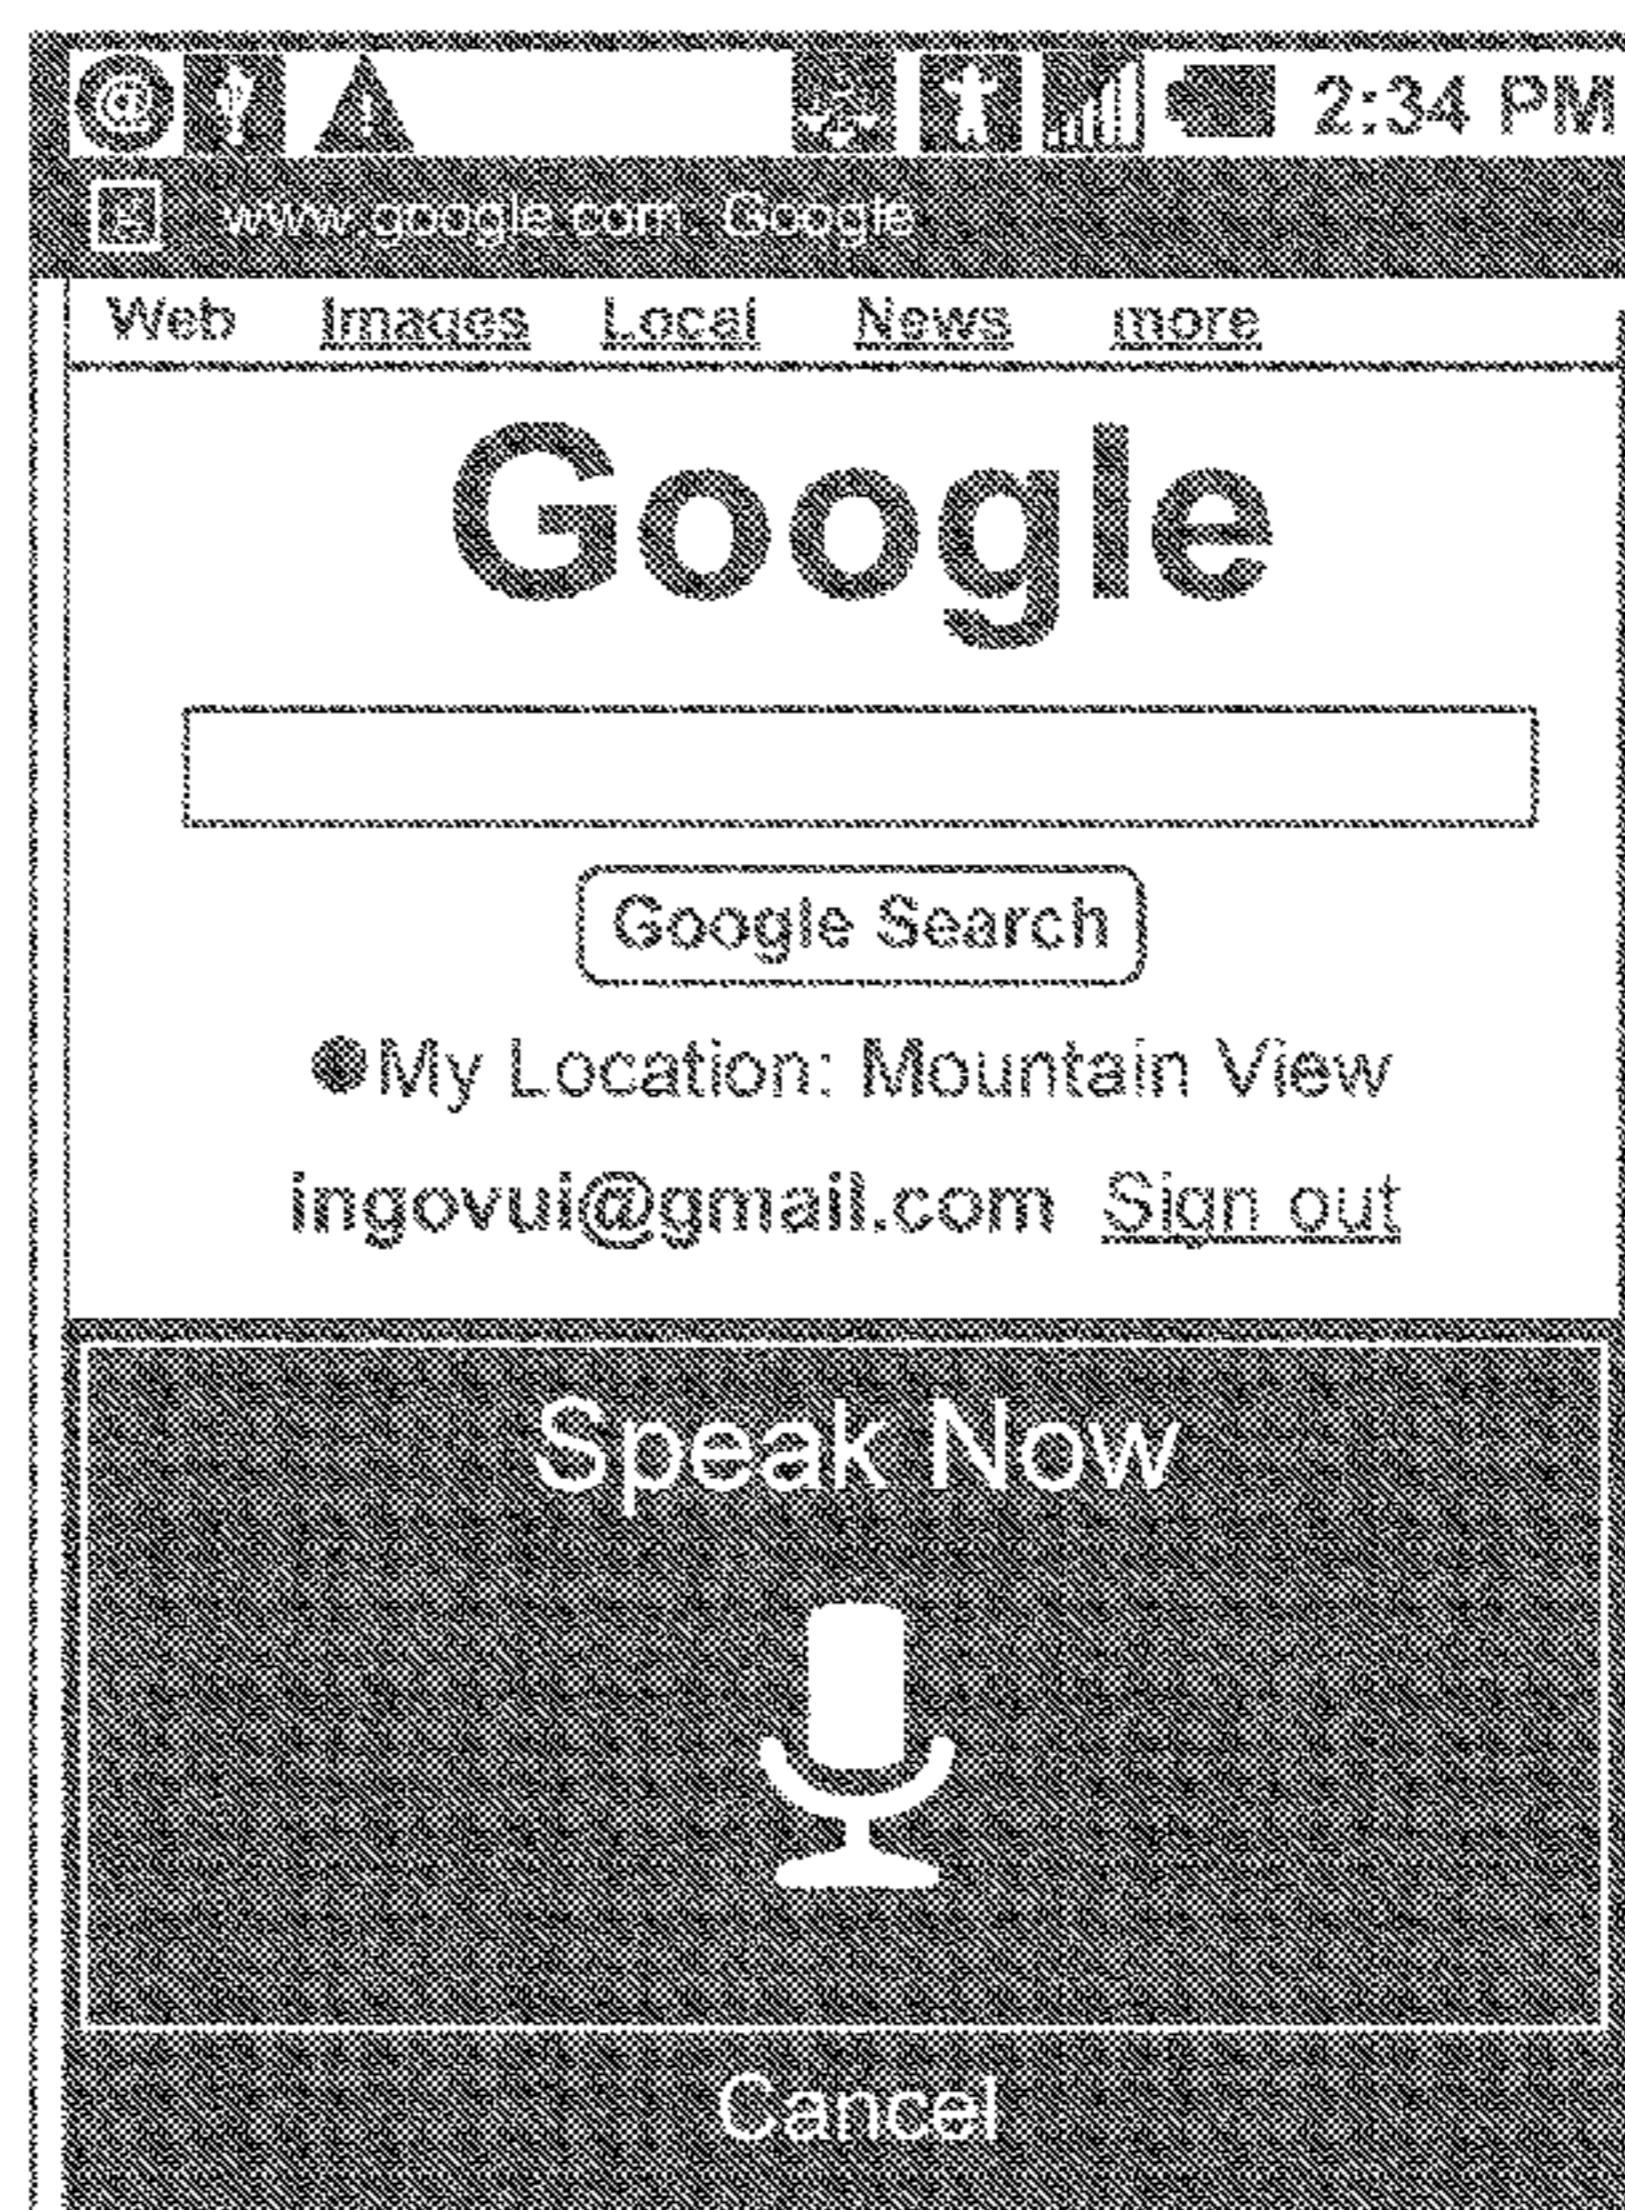 2:34 PM
www.google.com: Google
Web Images Local News more
Google
Google Search
My Location: Mountain View
ingovui@gmail.com Sign out
Speak Now
Cancel